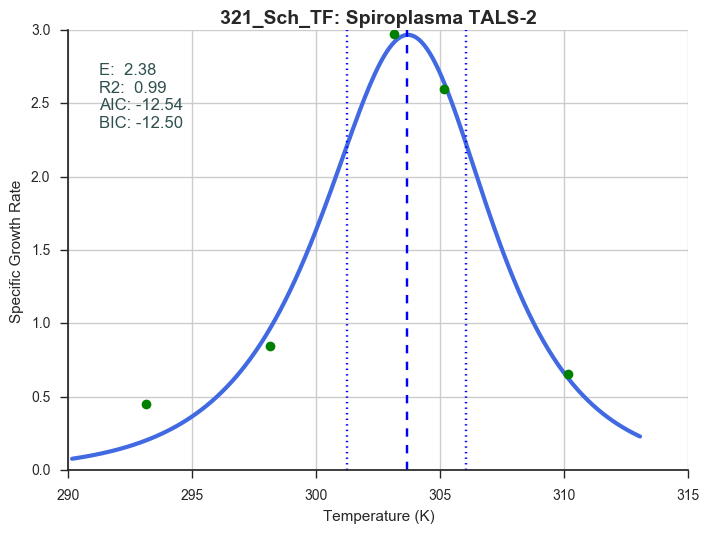 321_Sch_TF: Spiroplasma TALS-2
E:  2.38
R2:  0.99
AIC: -12.54
BIC: -12.50
Specific Growth Rate
3.0
2.5
2.0
1.5
1.0
0.5
0.0
290 295 300 305 310 315
Temperature (K)